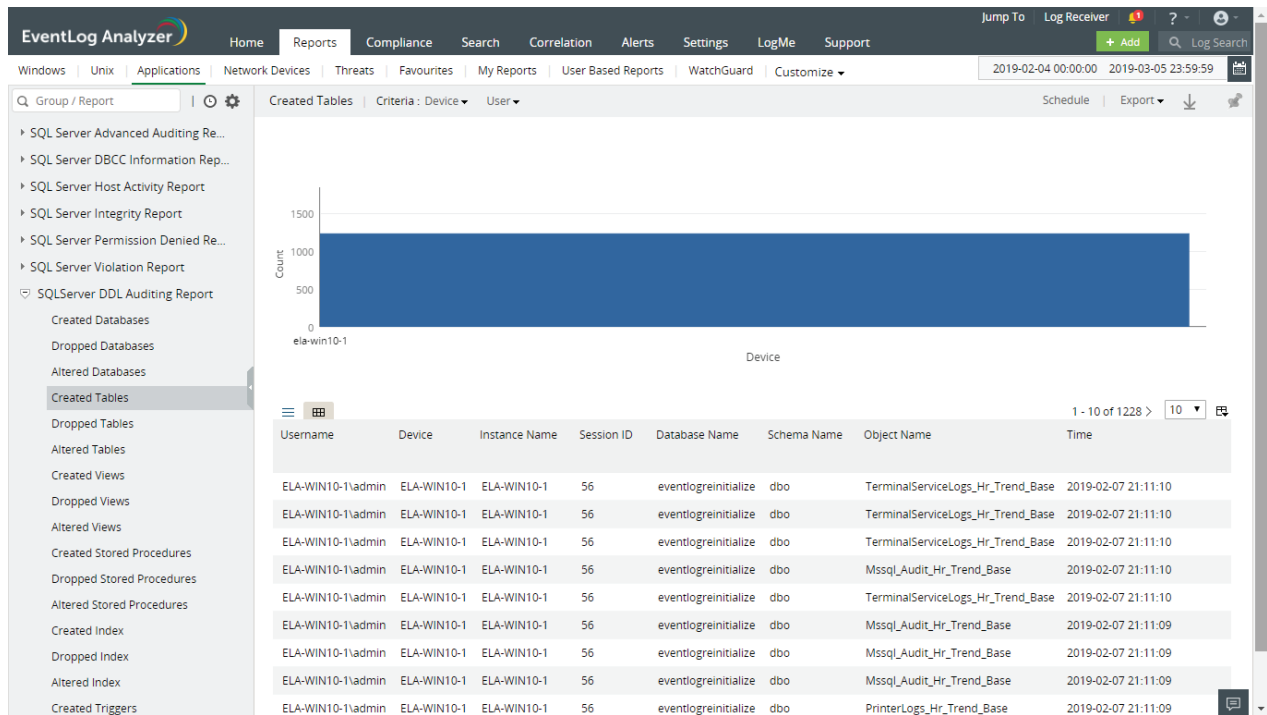 Jump To Log Receiver 1 ?
EventLog Analyzer
Home Reports Compliance Search Correlation Alerts Settings LogMe Support
+ Add Log Search
Windows Unix Applications Network Devices Threats Favourites My Reports User Based Reports WatchGuard Customize
2019-02-04 00:00:00 2019-03-05 23:59:59
Group / Report
SQL Server Advanced Auditing Re...
SQL Server DBCC Information Rep...
SQL Server Host Activity Report
SQL Server Integrity Report
SQL Server Permission Denied Re...
SQL Server Violation Report
SQLServer DDL Auditing Report
Created Databases
Dropped Databases
Altered Databases
Created Tables
Dropped Tables
Altered Tables
Created Views
Dropped Views
Altered Views
Created Stored Procedures
Dropped Stored Procedures
Altered Stored Procedures
Created Index
Dropped Index
Altered Index
Created Triggers
Created Tables Criteria : Device User
Schedule Export
1500
1000
500
0
Count
ela-win10-1
Device
1 - 10 of 1228 10
Username Device Instance Name Session ID Database Name Schema Name Object Name Time
ELA-WIN10-1\admin ELA-WIN10-1 ELA-WIN10-1 56 eventlogreinitialize dbo TerminalServiceLogs_Hr_Trend_Base 2019-02-07 21:11:10
ELA-WIN10-1\admin ELA-WIN10-1 ELA-WIN10-1 56 eventlogreinitialize dbo TerminalServiceLogs_Hr_Trend_Base 2019-02-07 21:11:10
ELA-WIN10-1\admin ELA-WIN10-1 ELA-WIN10-1 56 eventlogreinitialize dbo TerminalServiceLogs_Hr_Trend_Base 2019-02-07 21:11:10
ELA-WIN10-1\admin ELA-WIN10-1 ELA-WIN10-1 56 eventlogreinitialize dbo Mssql_Audit_Hr_Trend_Base 2019-02-07 21:11:10
ELA-WIN10-1\admin ELA-WIN10-1 ELA-WIN10-1 56 eventlogreinitialize dbo TerminalServiceLogs_Hr_Trend_Base 2019-02-07 21:11:10
ELA-WIN10-1\admin ELA-WIN10-1 ELA-WIN10-1 56 eventlogreinitialize dbo Mssql_Audit_Hr_Trend_Base 2019-02-07 21:11:09
ELA-WIN10-1\admin ELA-WIN10-1 ELA-WIN10-1 56 eventlogreinitialize dbo Mssql_Audit_Hr_Trend_Base 2019-02-07 21:11:09
ELA-WIN10-1\admin ELA-WIN10-1 ELA-WIN10-1 56 eventlogreinitialize dbo Mssql_Audit_Hr_Trend_Base 2019-02-07 21:11:09
ELA-WIN10-1\admin ELA-WIN10-1 ELA-WIN10-1 56 eventlogreinitialize dbo PrinterLogs_Hr_Trend_Base 2019-02-07 21:11:09